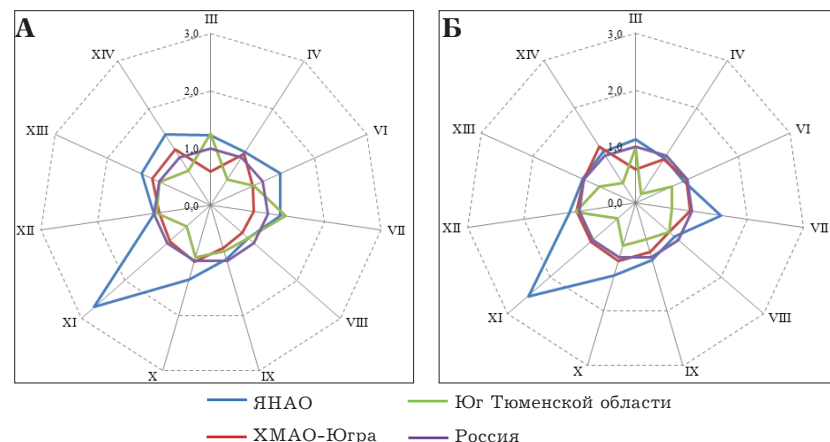 А
III
3,0
XIV
IV
2,0
XIII
VI
1,0
0,0
XII
VII
XI
VIII
X
IX
Б
III
3,0
XIV
IV
2,0
XIII
VI
1,0
0,0
XII
VII
XI
VIII
X
IX
ЯНАО
Юг Тюменской области
ХМАО-Югра
Россия